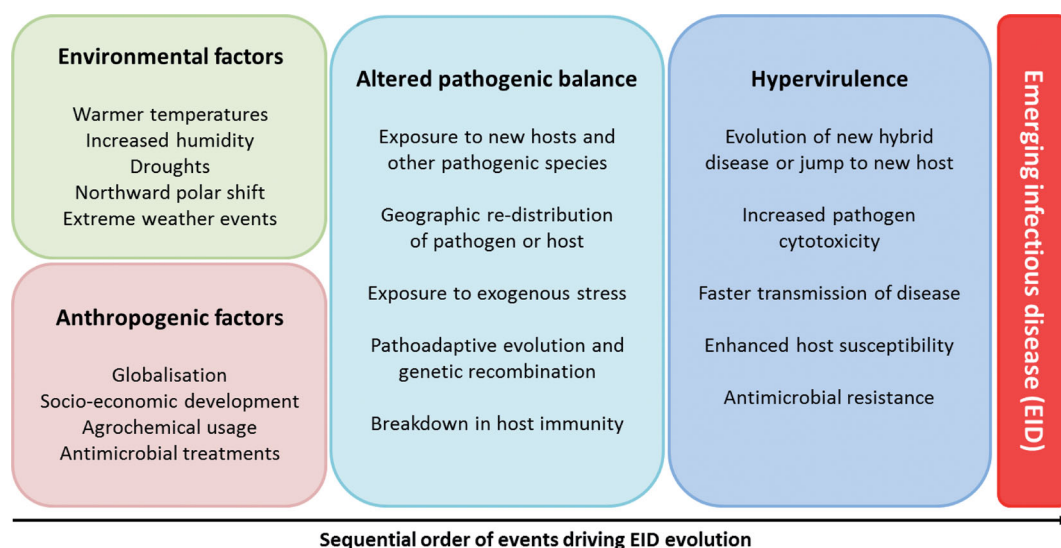 Environmental factors
Warmer temperatures
Increased humidity
Droughts
Northward polar shift
Extreme weather events
Anthropogenic factors
Globalisation
Socio-economic development
Agrochemical usage
Antimicrobial treatments
Altered pathogenic balance
Exposure to new hosts and
other pathogenic species
Geographic re-distribution
of pathogen or host
Exposure to exogenous stress
Pathoadaptive evolution and
genetic recombination
Breakdown in host immunity
Hypervirulence
Evolution of new hybrid
disease or jump to new host
Increased pathogen
cytotoxicity
Faster transmission of disease
Enhanced host susceptibility
Antimicrobial resistance
Emerging infectious disease (EID)
Sequential order of events driving EID evolution